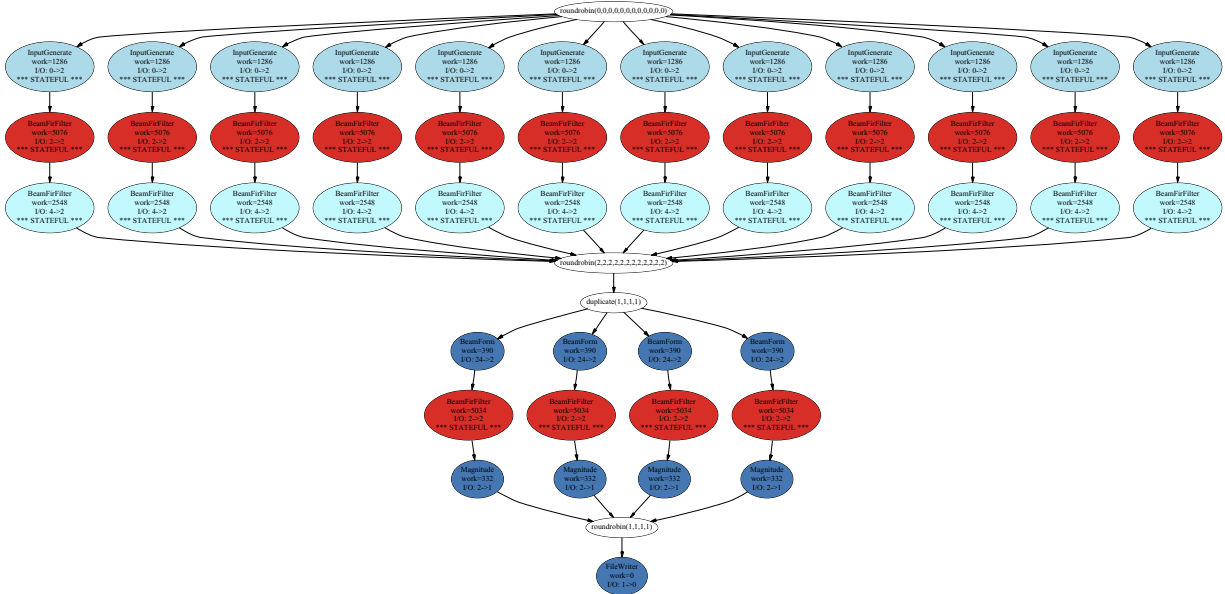 roundrobin(0,0,0,0,0,0,0,0,0,0,0,0)
InputGenerate
work=1286
I/O: 0->2
*** STATEFUL ***
InputGenerate
work=1286
I/O: 0->2
*** STATEFUL ***
InputGenerate
work=1286
I/O: 0->2
*** STATEFUL ***
InputGenerate
work=1286
I/O: 0->2
*** STATEFUL ***
InputGenerate
work=1286
I/O: 0->2
*** STATEFUL ***
InputGenerate
work=1286
I/O: 0->2
*** STATEFUL ***
InputGenerate
work=1286
I/O: 0->2
*** STATEFUL ***
InputGenerate
work=1286
I/O: 0->2
*** STATEFUL ***
InputGenerate
work=1286
I/O: 0->2
*** STATEFUL ***
InputGenerate
work=1286
I/O: 0->2
*** STATEFUL ***
InputGenerate
work=1286
I/O: 0->2
*** STATEFUL ***
InputGenerate
work=1286
I/O: 0->2
*** STATEFUL ***
BeamFirFilter
work=5076
I/O: 2->2
*** STATEFUL ***
BeamFirFilter
work=5076
I/O: 2->2
*** STATEFUL ***
BeamFirFilter
work=5076
I/O: 2->2
*** STATEFUL ***
BeamFirFilter
work=5076
I/O: 2->2
*** STATEFUL ***
BeamFirFilter
work=5076
I/O: 2->2
*** STATEFUL ***
BeamFirFilter
work=5076
I/O: 2->2
*** STATEFUL ***
BeamFirFilter
work=5076
I/O: 2->2
*** STATEFUL ***
BeamFirFilter
work=5076
I/O: 2->2
*** STATEFUL ***
BeamFirFilter
work=5076
I/O: 2->2
*** STATEFUL ***
BeamFirFilter
work=5076
I/O: 2->2
*** STATEFUL ***
BeamFirFilter
work=5076
I/O: 2->2
*** STATEFUL ***
BeamFirFilter
work=5076
I/O: 2->2
*** STATEFUL ***
BeamFirFilter
work=2548
I/O: 4->2
*** STATEFUL ***
BeamFirFilter
work=2548
I/O: 4->2
*** STATEFUL ***
BeamFirFilter
work=2548
I/O: 4->2
*** STATEFUL ***
BeamFirFilter
work=2548
I/O: 4->2
*** STATEFUL ***
BeamFirFilter
work=2548
I/O: 4->2
*** STATEFUL ***
BeamFirFilter
work=2548
I/O: 4->2
*** STATEFUL ***
BeamFirFilter
work=2548
I/O: 4->2
*** STATEFUL ***
BeamFirFilter
work=2548
I/O: 4->2
*** STATEFUL ***
BeamFirFilter
work=2548
I/O: 4->2
*** STATEFUL ***
BeamFirFilter
work=2548
I/O: 4->2
*** STATEFUL ***
BeamFirFilter
work=2548
I/O: 4->2
*** STATEFUL ***
BeamFirFilter
work=2548
I/O: 4->2
*** STATEFUL ***
roundrobin(2,2,2,2,2,2,2,2,2,2,2,2)
duplicate(1,1,1,1)
BeamForm
work=390
I/O: 24->2
BeamForm
work=390
I/O: 24->2
BeamForm
work=390
I/O: 24->2
BeamForm
work=390
I/O: 24->2
BeamFirFilter
work=5034
I/O: 2->2
*** STATEFUL ***
BeamFirFilter
work=5034
I/O: 2->2
*** STATEFUL ***
BeamFirFilter
work=5034
I/O: 2->2
*** STATEFUL ***
BeamFirFilter
work=5034
I/O: 2->2
*** STATEFUL ***
Magnitude
work=332
I/O: 2->1
Magnitude
work=332
I/O: 2->1
Magnitude
work=332
I/O: 2->1
Magnitude
work=332
I/O: 2->1
roundrobin(1,1,1,1)
FileWriter
work=0
I/O: 1->0